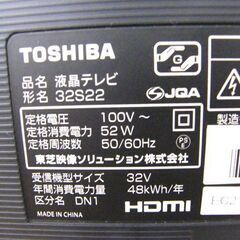 TOSHIBA
品名 液晶テレビ
形名 32S22
G
JQA
定格電圧 100V～
定格消費電力 52W
定格周波数 50/60Hz
東芝映像ソリューション株式会社
受信機型サイズ 32V
年間消費電力量 48kWh/年
区分名 DN1
MADE IN CHINA
HDMI
製造